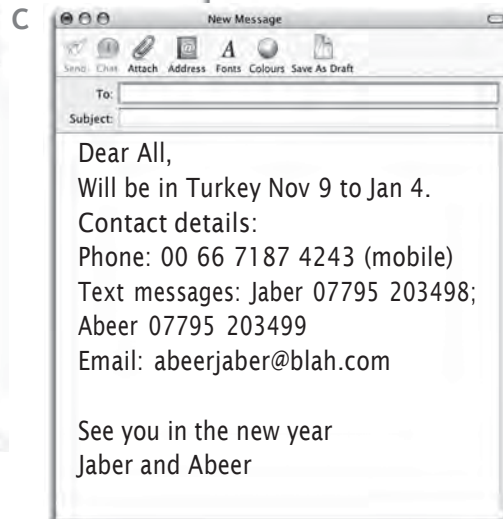 C
New Message
Send Chat Attach Address Fonts Colours Save As Draft
To:
Subject:
Dear All,
Will be in Turkey Nov 9 to Jan 4.
Contact details:
Phone: 00 66 7187 4243 (mobile)
Text messages: Jaber 07795 203498;
Abeer 07795 203499
Email: abeerjaber@blah.com
See you in the new year
Jaber and Abeer